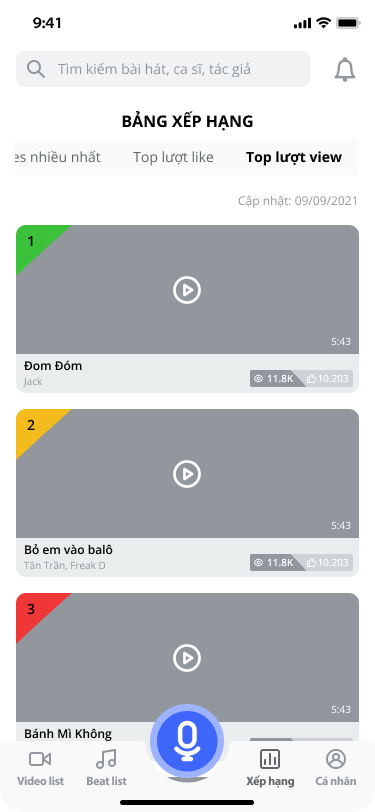 9:41
Tìm kiếm bài hát, ca sĩ, tác giả
BẢNG XẾP HẠNG
es nhiều nhất Top lượt like Top lượt view
Cập nhật: 09/09/2021
1
5:43
Đom Đóm
Jack
11.8K 10.203
2
5:43
Bỏ em vào balô
Tân Trần, Freak D
11.8K 10.203
3
5:43
Bánh Mì Không
Video list Beat list Xếp hạng Cá nhân